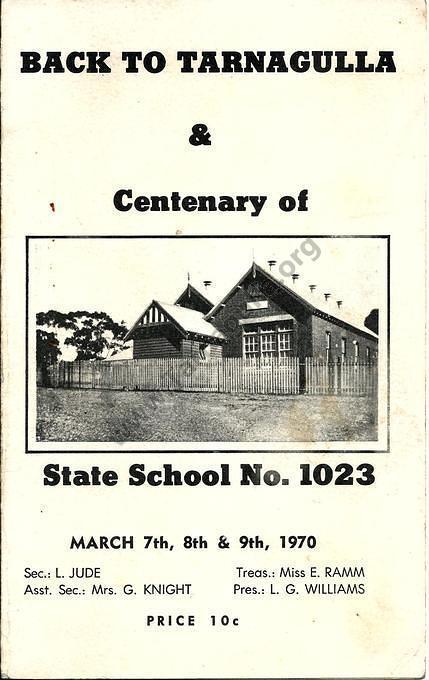 BACK TO TARNAGULLA
&
Centenary of
State School No. 1023
MARCH 7th, 8th & 9th, 1970
Sec.: L. JUDE Treas.: Miss E. RAMM
Asst. Sec.: Mrs. G. KNIGHT Pres.: L. G. WILLIAMS
PRICE 10c